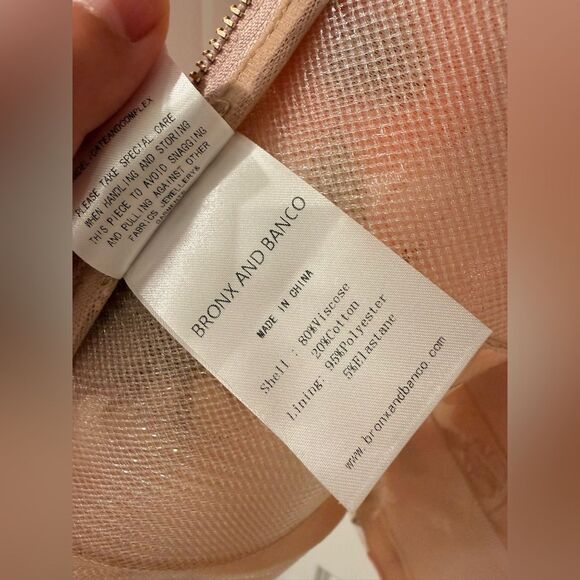 PLEASE TAKE SPECIAL CARE
WHEN HANDLING AND STORING
THIS PIECE TO AVOID SNAGGING
AND PULLING AGAINST OTHER
FABRICS JEWELLERY&
BRONX AND BANCO
MADE IN CHINA
Shell : 80%Viscose
20%Cotton
Lining: 95%Polyester
5%Elastane
www.bronxandbanco.com